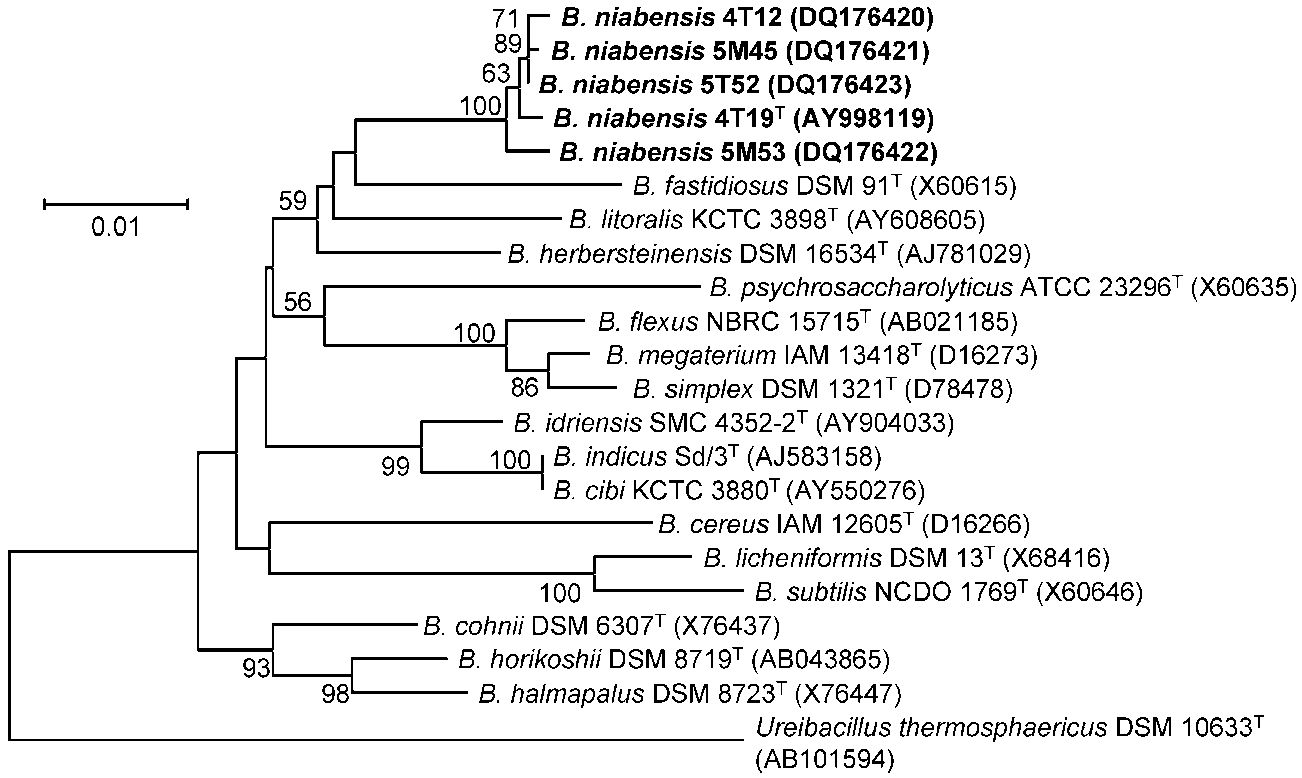 71
B. niabensis 4T12 (DQ176420)
89
B. niabensis 5M45 (DQ176421)
63
B. niabensis 5T52 (DQ176423)
100
B. niabensis 4T19ᵀ (AY998119)
B. niabensis 5M53 (DQ176422)
B. fastidiosus DSM 91ᵀ (X60615)
0.01
59
B. litoralis KCTC 3898ᵀ (AY608605)
B. herbersteinensis DSM 16534ᵀ (AJ781029)
B. psychrosaccharolyticus ATCC 23296ᵀ (X60635)
56
B. flexus NBRC 15715ᵀ (AB021185)
100
B. megaterium IAM 13418ᵀ (D16273)
86
B. simplex DSM 1321ᵀ (D78478)
B. idriensis SMC 4352-2ᵀ (AY904033)
99
100
B. indicus Sd/3ᵀ (AJ583158)
B. cibi KCTC 3880ᵀ (AY550276)
B. cereus IAM 12605ᵀ (D16266)
B. licheniformis DSM 13ᵀ (X68416)
100
B. subtilis NCDO 1769ᵀ (X60646)
B. cohnii DSM 6307ᵀ (X76437)
93
B. horikoshii DSM 8719ᵀ (AB043865)
98
B. halmapalus DSM 8723ᵀ (X76447)
Ureibacillus thermosphaericus DSM 10633ᵀ
(AB101594)